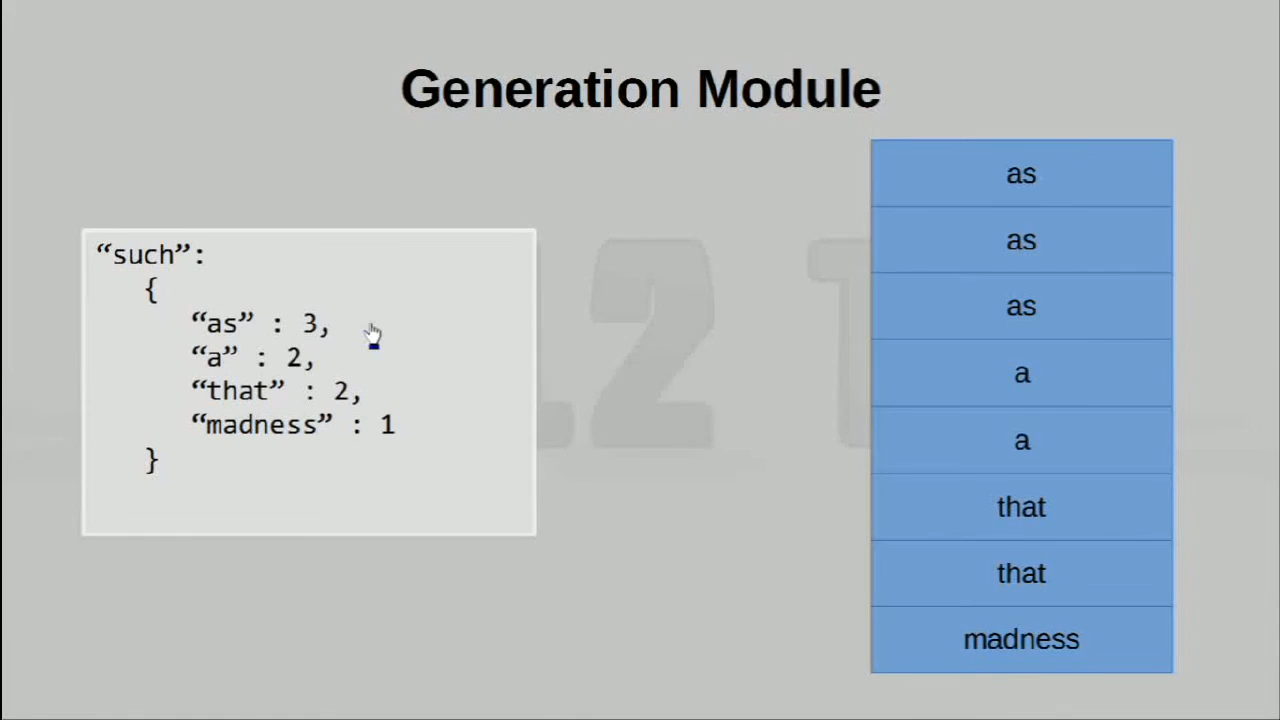 Generation Module
“such”:
{
“as” : 3,
“a” : 2,
“that” : 2,
“madness” : 1
}
as
as
as
a
a
that
that
madness